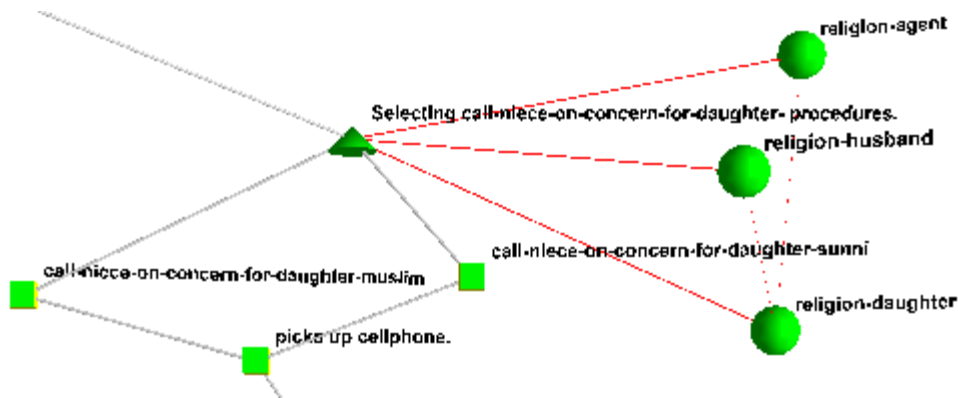 religion-agent
Selecting call-niece-on-concern-for-daughter- procedures.
religion-husband
call-niece-on-concern-for-daughter-sunni
call-niece-on-concern-for-daughter-muslim
religion-daughter
picks up cellphone.